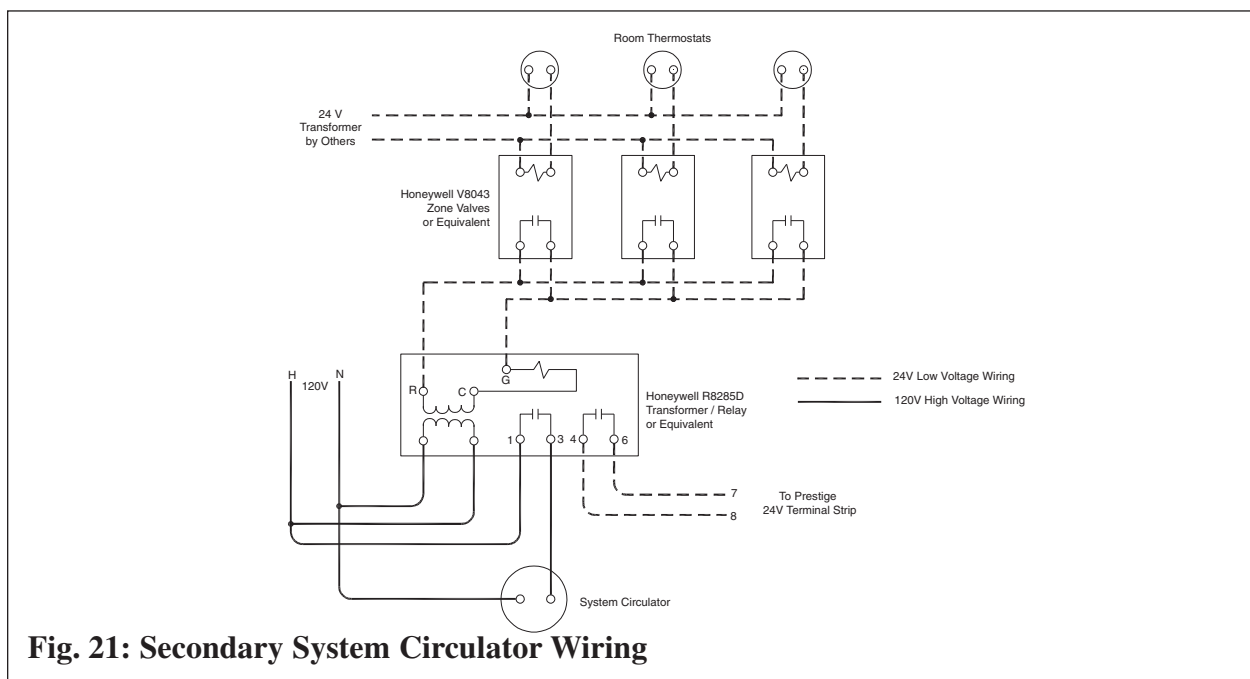 Room Thermostats
24 V
Transformer
by Others
Honeywell V8043
Zone Valves
or Equivalent
H
N
120V
R
C
G
1
3
4
6
Honeywell R8285D
Transformer / Relay
or Equivalent
24V Low Voltage Wiring
120V High Voltage Wiring
7
8
To Prestige
24V Terminal Strip
System Circulator
Fig. 21: Secondary System Circulator Wiring